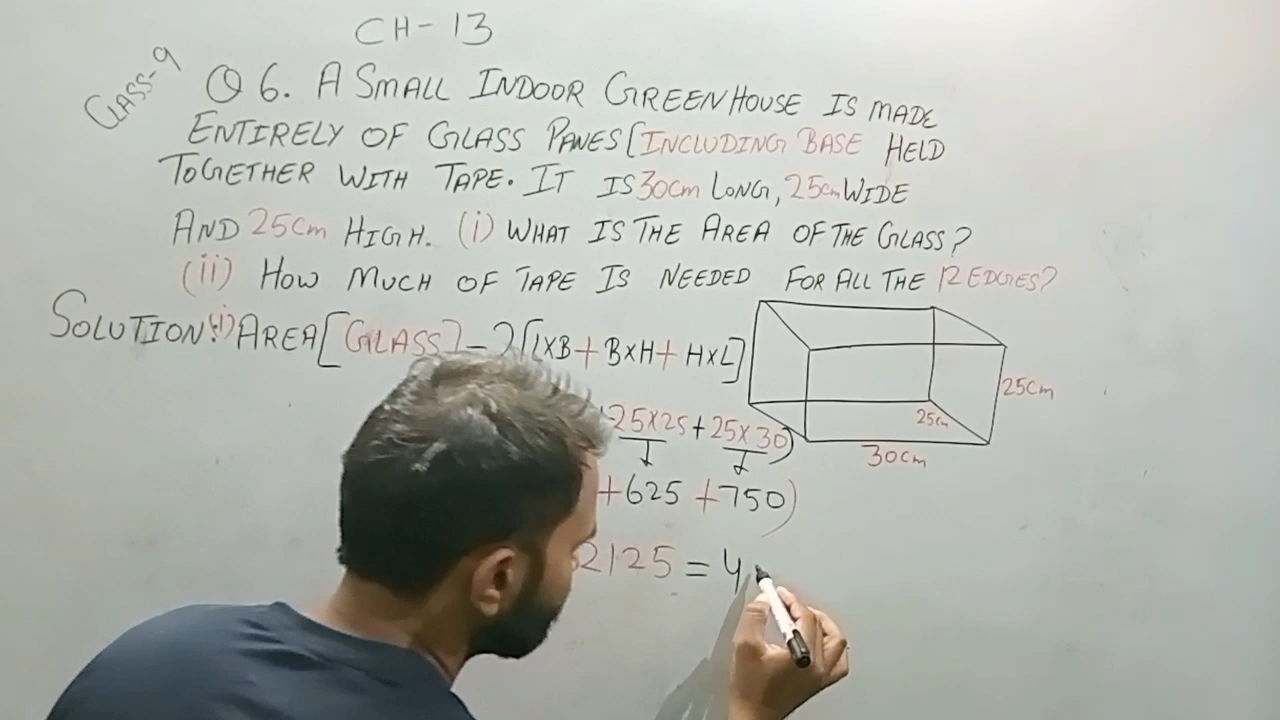 CH-13
CLASS-9
Q 6. A SMALL INDOOR GREENHOUSE IS MADE
ENTIRELY OF GLASS PANES [INCLUDING BASE HELD
TOGETHER WITH TAPE. IT IS 30cm LONG, 25cm WIDE
AND 25cm HIGH. (i) WHAT IS THE AREA OF THE GLASS?
(ii) HOW MUCH OF TAPE IS NEEDED FOR ALL THE 12 EDGES?
SOLUTION: (i) AREA [GLASS] = 2[L×B + B×H + H×L]
25×25 + 25×30)
+625 +750)
2125 = 4
25cm
25cm
30cm